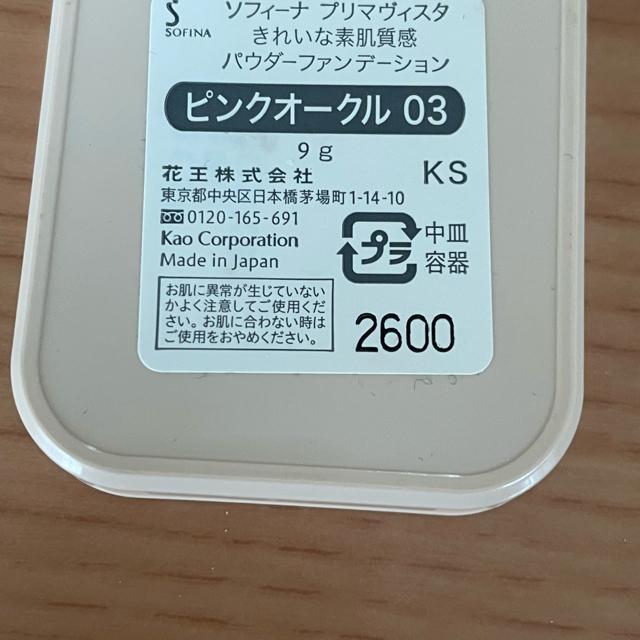 ソフィーナ プリマヴィスタ
SOFINA
きれいな素肌質感
パウダーファンデーション
ピンクオークル 03
9g
花王株式会社
KS
東京都中央区日本橋茅場町1-14-10
0120-165-691
Kao Corporation
Made in Japan
プラ
中皿
容器
お肌に異常が生じていない
かよく注意してご使用くだ
さい。お肌に合わない時は
ご使用をおやめください。
2600